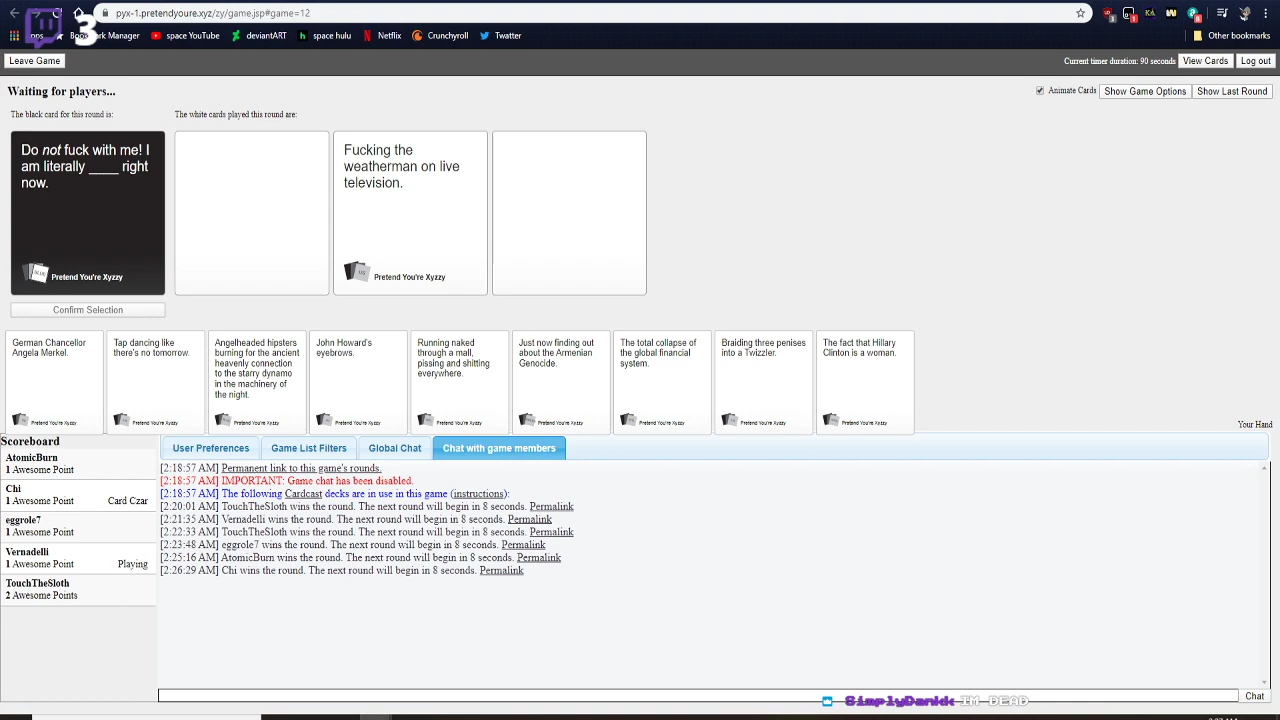 pyx-1.pretendyoure.xyz/zy/game.jsp#game=12
3
Apps
Bookmark Manager
space YouTube
deviantART
space hulu
Netflix
Crunchyroll
Twatter
Other bookmarks
Leave Game
Current timer duration: 90 seconds
View Cards
Log out
Waiting for players...
Animate Cards
Show Game Options
Show Last Round
The black card for this round is:
The white cards played this round are:
Do not fuck with me! I
am literally ____ right
now.
Pretend You're Xyzzy
Fucking the
weatherman on live
television.
Pretend You're Xyzzy
Confirm Selection
German Chancellor
Angela Merkel.
Pretend You're Xyzzy
Tap dancing like
there's no tomorrow.
Pretend You're Xyzzy
Angelheaded hipsters
burning for the ancient
heavenly connection
to the starry dynamo
in the machinery of
the night.
Pretend You're Xyzzy
John Howard's
eyebrows.
Pretend You're Xyzzy
Running naked
through a mall,
pissing and shitting
everywhere.
Pretend You're Xyzzy
Just now finding out
about the Armenian
Genocide.
Pretend You're Xyzzy
The total collapse of
the global financial
system.
Pretend You're Xyzzy
Braiding three penises
into a Twizzler.
Pretend You're Xyzzy
The fact that Hillary
Clinton is a woman.
Pretend You're Xyzzy
Your Hand
Scoreboard
AtomicBurn
1 Awesome Point
Chi
1 Awesome Point Card Czar
eggrole7
1 Awesome Point
Vernadelli
1 Awesome Point Playing
TouchTheSloth
2 Awesome Points
User Preferences
Game List Filters
Global Chat
Chat with game members
[2:18:57 AM] Permanent link to this game's rounds.
[2:18:57 AM] IMPORTANT: Game chat has been disabled.
[2:18:57 AM] The following Cardcast decks are in use in this game (instructions):
[2:20:01 AM] TouchTheSloth wins the round. The next round will begin in 8 seconds. Permalink
[2:21:35 AM] Vernadelli wins the round. The next round will begin in 8 seconds. Permalink
[2:22:33 AM] TouchTheSloth wins the round. The next round will begin in 8 seconds. Permalink
[2:23:48 AM] eggrole7 wins the round. The next round will begin in 8 seconds. Permalink
[2:25:16 AM] AtomicBurn wins the round. The next round will begin in 8 seconds. Permalink
[2:26:29 AM] Chi wins the round. The next round will begin in 8 seconds. Permalink
Chat
SimplyDankk IM DEAD